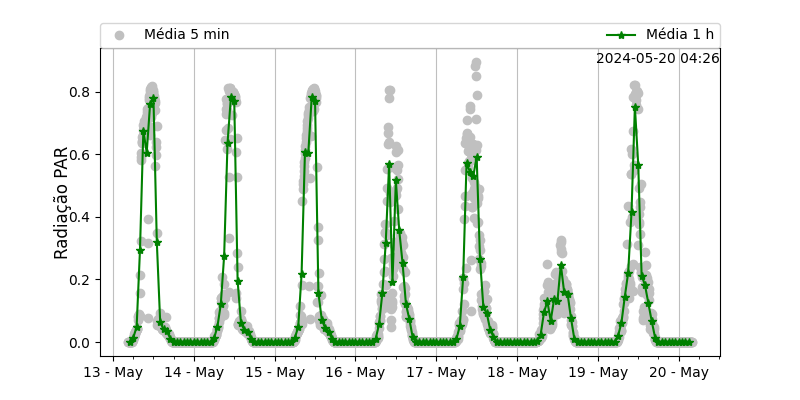 Média 5 min
Média 1 h
2024-05-20 04:26
Radiação PAR
0.8
0.6
0.4
0.2
0.0
13 - May
14 - May
15 - May
16 - May
17 - May
18 - May
19 - May
20 - May